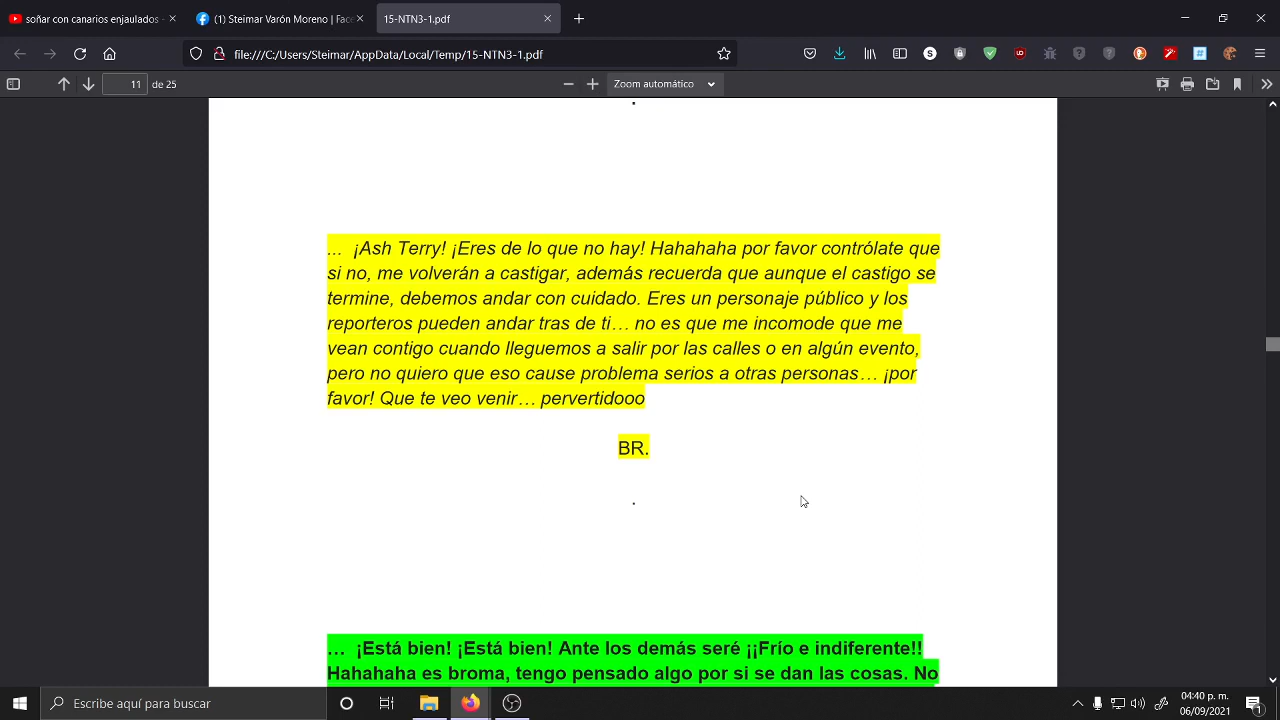 soñar con canarios enjaulados -
(1) Steimar Varón Moreno | Face
15-NTN3-1.pdf
file:///C:/Users/Steimar/AppData/Local/Temp/15-NTN3-1.pdf
11 de 25
Zoom automático
... ¡Ash Terry! ¡Eres de lo que no hay! Hahahaha por favor contrólate que
si no, me volverán a castigar, además recuerda que aunque el castigo se
termine, debemos andar con cuidado. Eres un personaje público y los
reporteros pueden andar tras de ti… no es que me incomode que me
vean contigo cuando lleguemos a salir por las calles o en algún evento,
pero no quiero que eso cause problema serios a otras personas… ¡por
favor! Que te veo venir… pervertidooo
BR.
.
… ¡Está bien! ¡Está bien! Ante los demás seré ¡¡Frío e indiferente!!
Hahahaha es broma, tengo pensado algo por si se dan las cosas. No
Escribe aquí para buscar
04:40 p. m.
06/09/2021